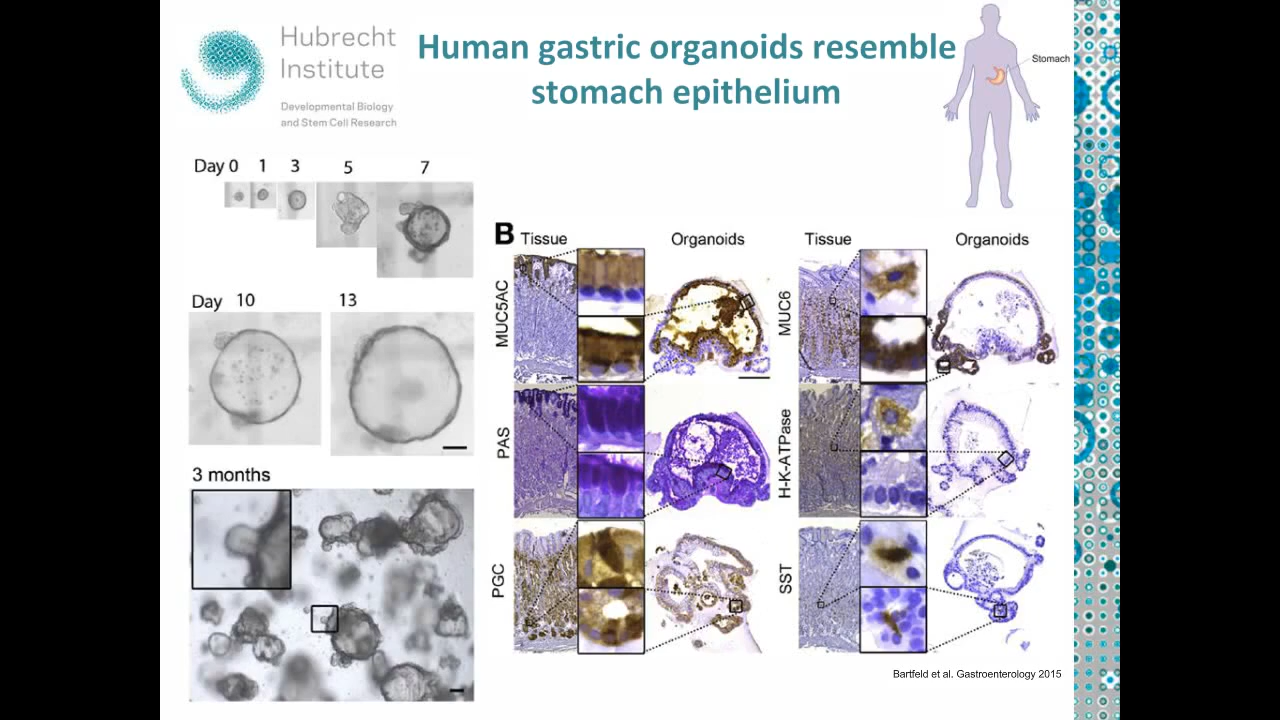 Hubrecht
Institute
Developmental Biology
and Stem Cell Research
Human gastric organoids resemble
stomach epithelium
Stomach
Day 0 1 3 5 7
Day 10 13
3 months
B Tissue Organoids Tissue Organoids
MUC5AC
MUC6
PAS
H-K-ATPase
PGC
SST
Bartfeld et al. Gastroenterology 2015